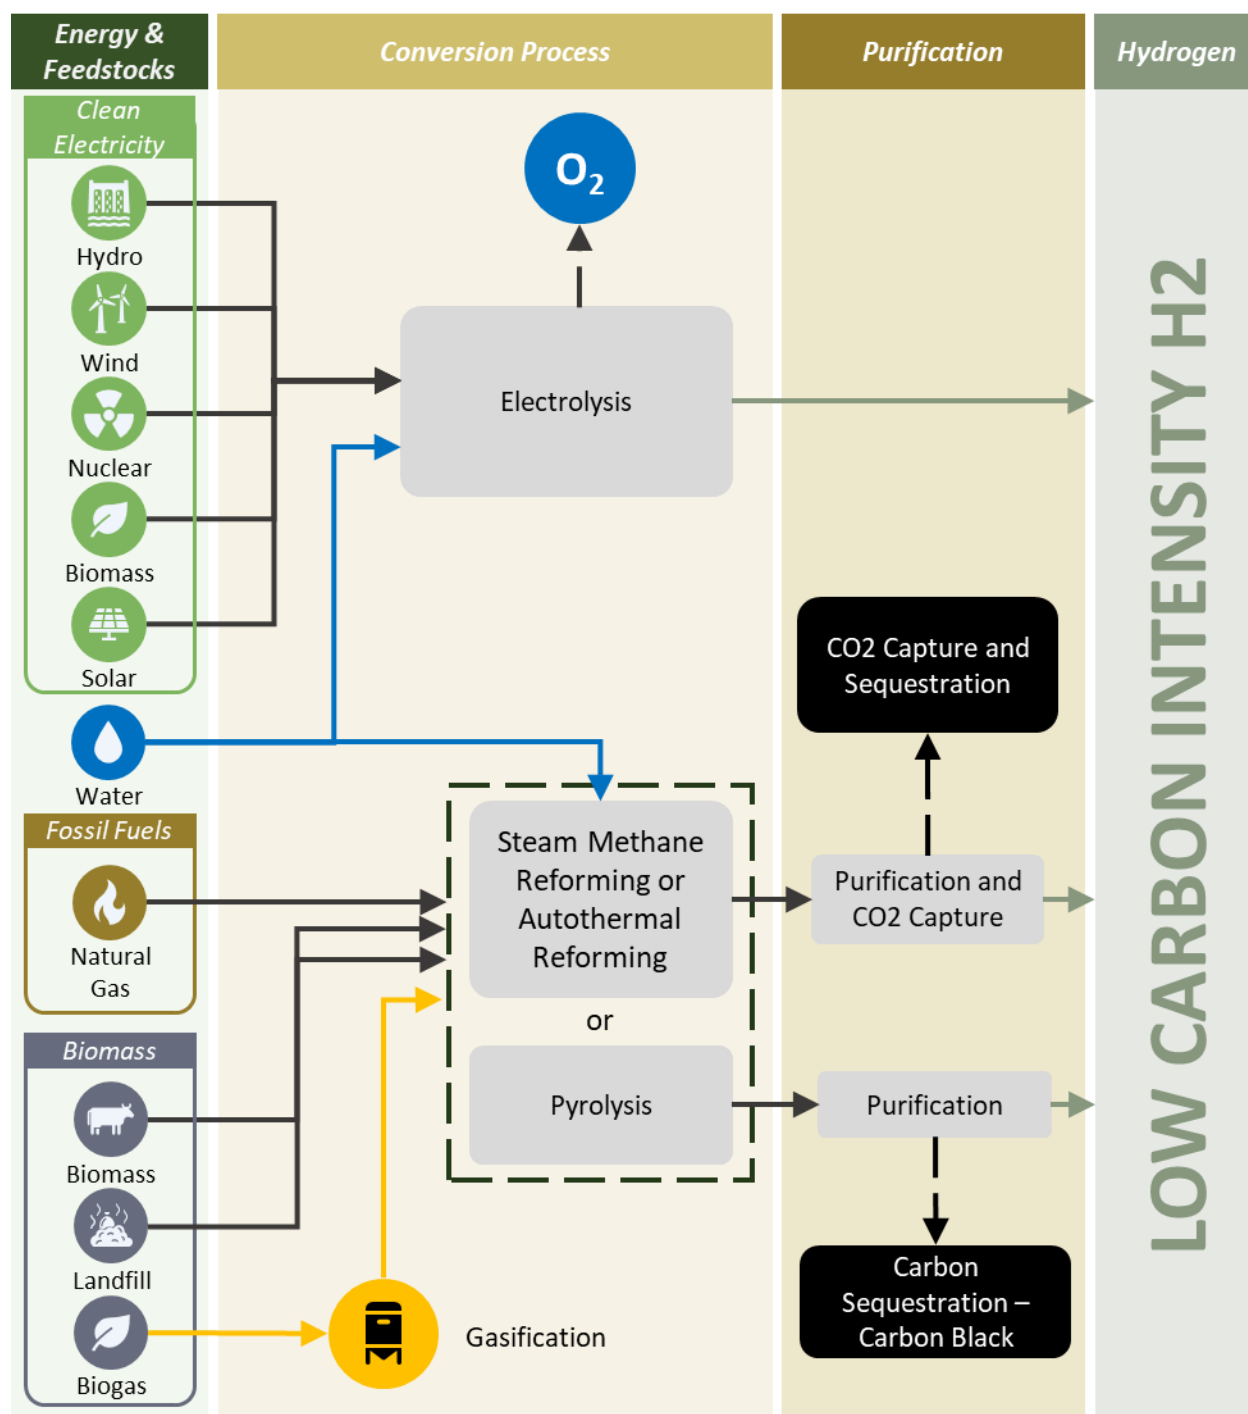 Energy &
Feedstocks
Conversion Process
Purification
Hydrogen
Clean
Electricity
Hydro
Wind
Nuclear
Biomass
Solar
Water
Fossil Fuels
Natural
Gas
Biomass
Biomass
Landfill
Biogas
O₂
Electrolysis
Steam Methane
Reforming or
Autothermal
Reforming
or
Pyrolysis
Gasification
CO2 Capture and
Sequestration
Purification and
CO2 Capture
Purification
Carbon
Sequestration –
Carbon Black
LOW CARBON INTENSITY H2